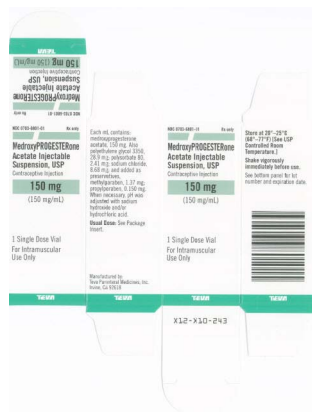 TEVA
150 mg (150 mg/mL)
Contraceptive Injection
Suspension, USP
Acetate Injectable
MedroxyPROGESTERone
Rx only
NDC 0703-6801-01
Rx only
MedroxyPROGESTERone
Acetate Injectable
Suspension, USP
Contraceptive Injection
150 mg
(150 mg/mL)
1 Single Dose Vial
For Intramuscular
Use Only
TEVA
Each mL contains:
medroxyprogesterone
acetate, 150 mg. Also
polyethylene glycol 3350,
28.9 mg; polysorbate 80,
2.41 mg; sodium chloride,
8.68 mg; and added as
preservatives,
methylparaben, 1.37 mg;
propylparaben, 0.150 mg.
When necessary, pH was
adjusted with sodium
hydroxide and/or
hydrochloric acid.
Usual Dose: See Package
Insert.
Manufactured by:
Teva Parenteral Medicines, Inc.
Irvine, CA 92618
Rx only
MedroxyPROGESTERone
Acetate Injectable
Suspension, USP
Contraceptive Injection
150 mg
(150 mg/mL)
1 Single Dose Vial
For Intramuscular
Use Only
TEVA
Store at 20°-25°C
(68°-77°F) [See USP
Controlled Room
Temperature.]
Shake vigorously
immediately before use.
See bottom panel for lot
number and expiration date.
X12-X10-243